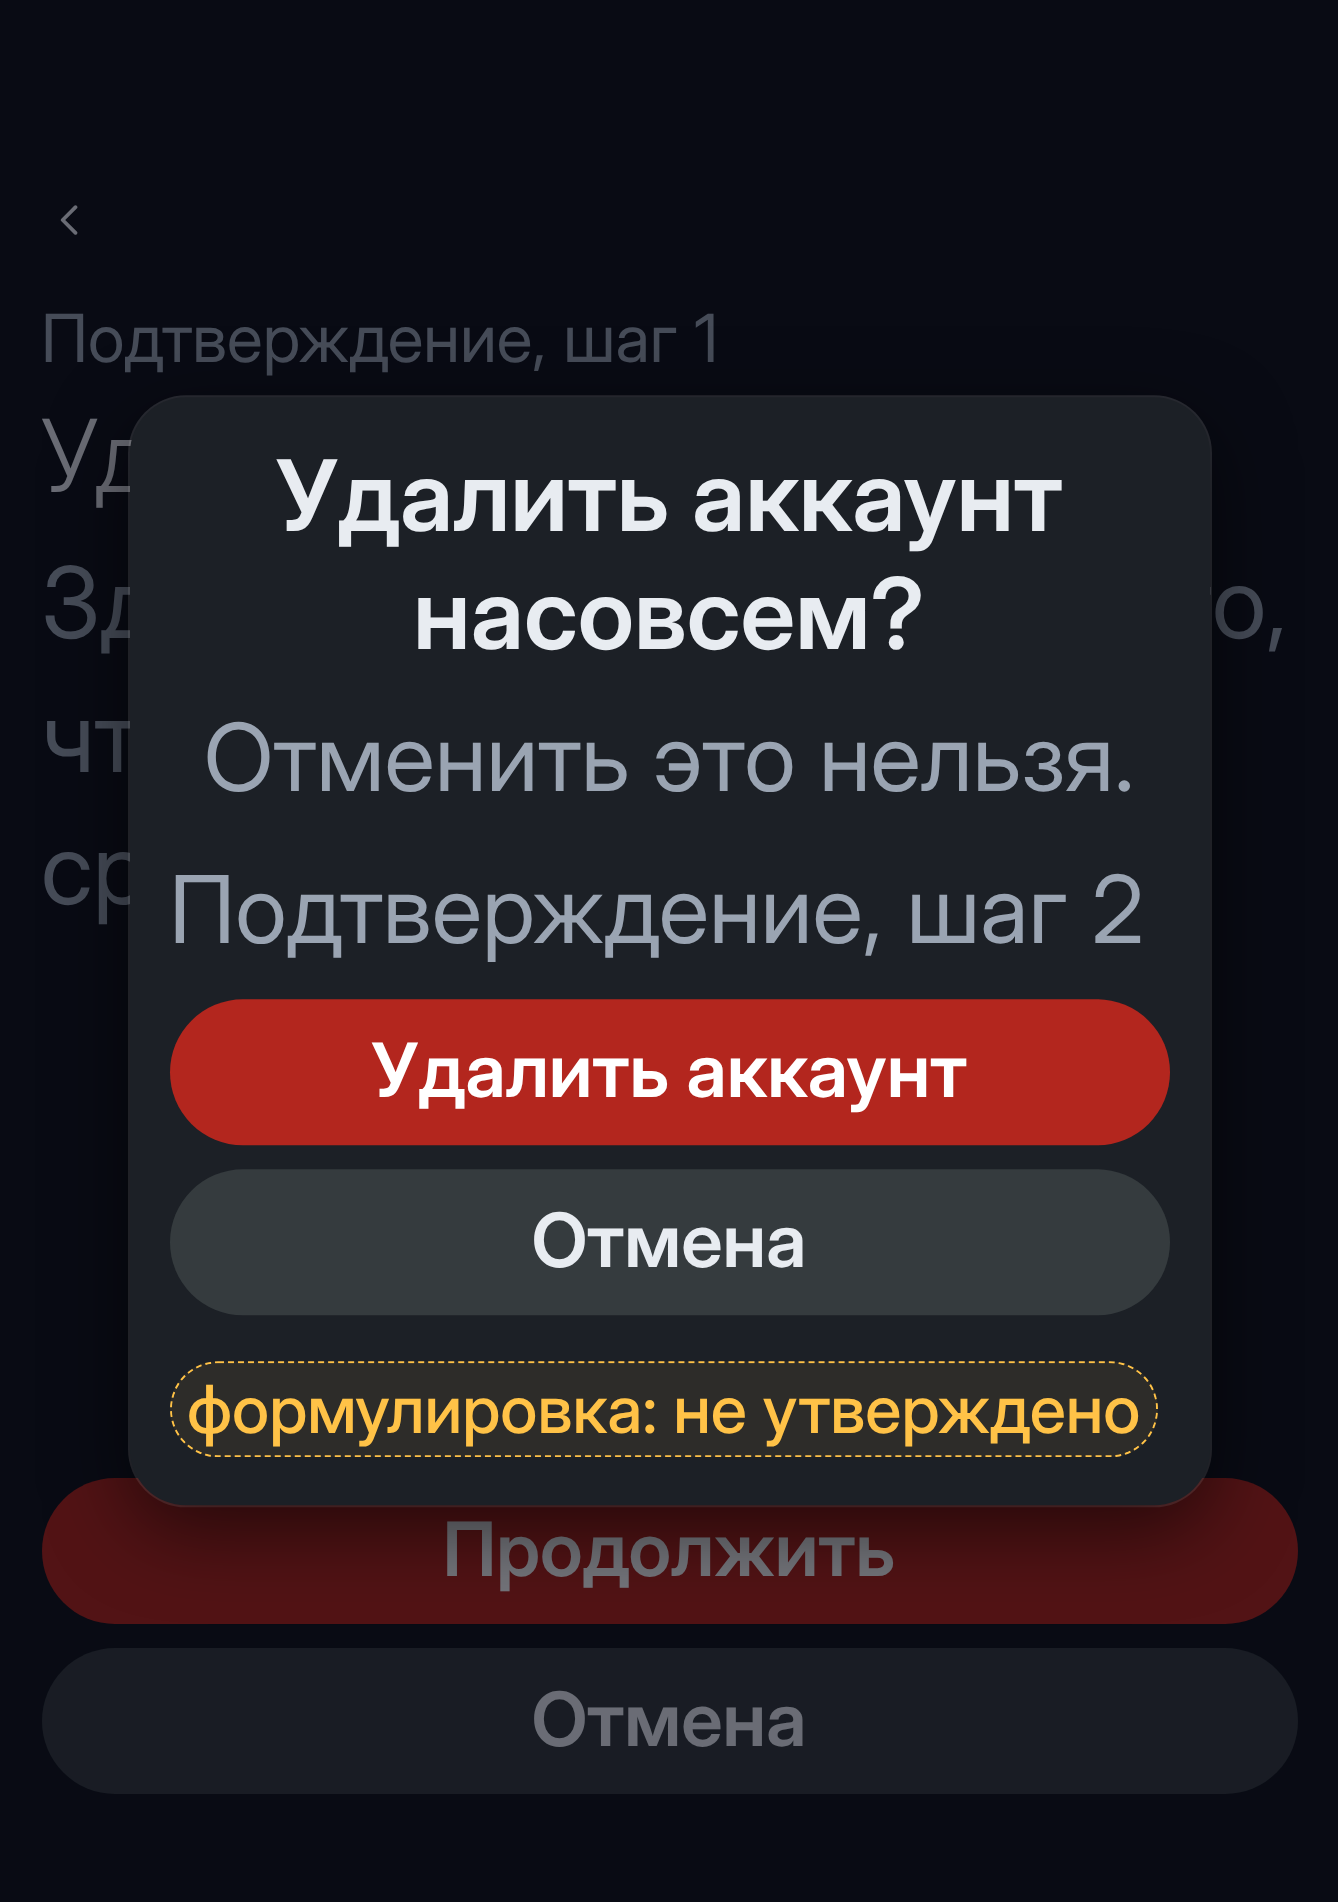 Подтверждение, шаг 1
Удалить аккаунт
насовсем?
Отменить это нельзя.
Подтверждение, шаг 2
Удалить аккаунт
Отмена
формулировка: не утверждено
Продолжить
Отмена